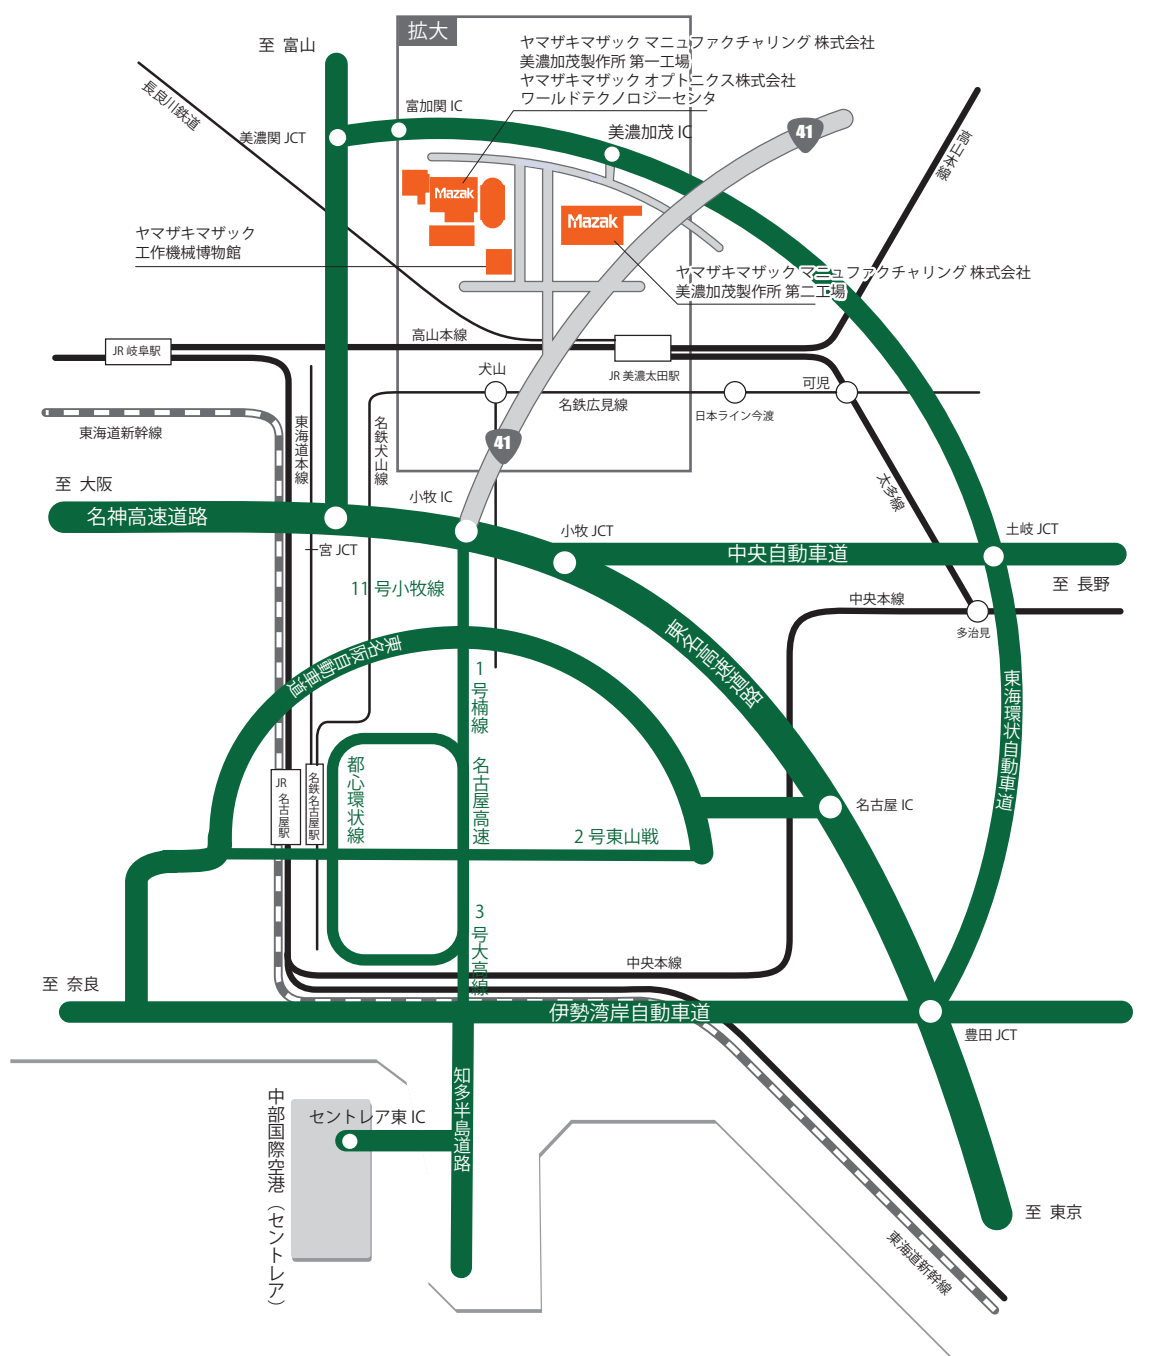 拡大
至 富山
ヤマザキマザック マニュファクチャリング 株式会社
美濃加茂製作所 第一工場
ヤマザキマザック オプトニクス株式会社
ワールドテクノロジーセンタ
長良川鉄道
富加関 IC
美濃関 JCT
美濃加茂 IC
41
高山本線
Mazak
Mazak
ヤマザキマザック
工作機械博物館
ヤマザキマザック マニュファクチャリング 株式会社
美濃加茂製作所 第二工場
高山本線
JR 岐阜駅
JR 美濃太田駅
犬山
可児
名鉄広見線
日本ライン今渡
東海道新幹線
東海道本線
名鉄犬山線
41
至 大阪
小牧 IC
太多線
名神高速道路
小牧 JCT
土岐 JCT
一宮 JCT
中央自動車道
至 長野
11 号小牧線
中央本線
多治見
東名阪自動車道
東名高速道路
1号楠線
東海環状自動車道
JR 名古屋駅
名鉄名古屋駅
都心環状線
名古屋高速
名古屋 IC
2 号東山戦
3号大高線
中央本線
至 奈良
伊勢湾岸自動車道
豊田 JCT
知多半島道路
中部国際空港（セントレア）
セントレア東 IC
至 東京
東海道新幹線